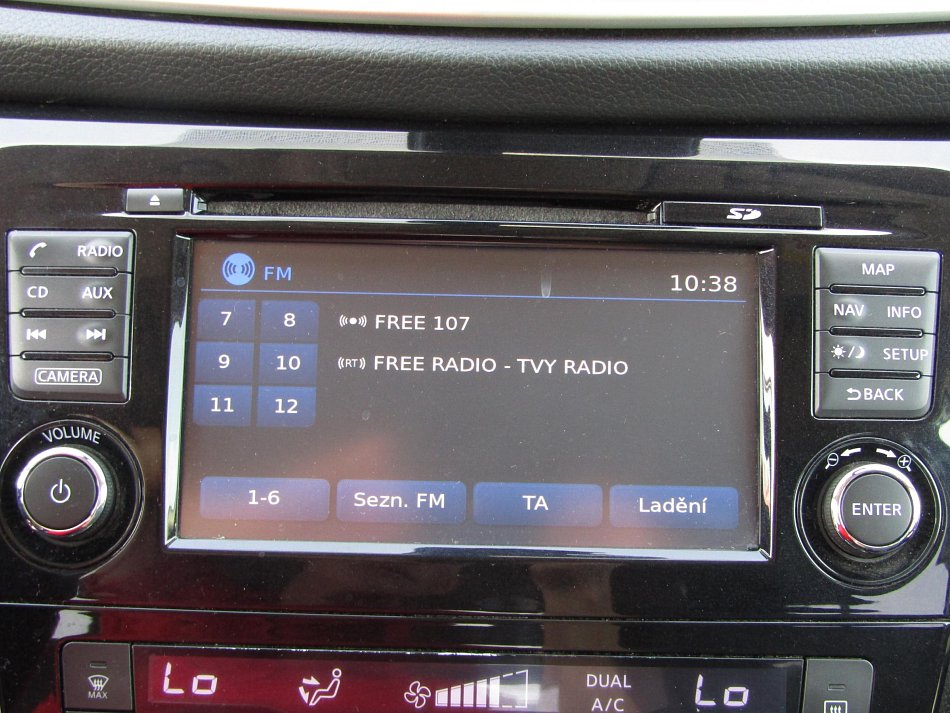 SD
RADIO
CD AUX
CAMERA
VOLUME
FM
10:38
7 8
9 10
11 12
FREE 107
(RT) FREE RADIO - TVY RADIO
1-6 Sezn. FM TA Ladění
MAP
NAV INFO
SETUP
BACK
ENTER
MAX
Lo
DUAL
A/C
Lo